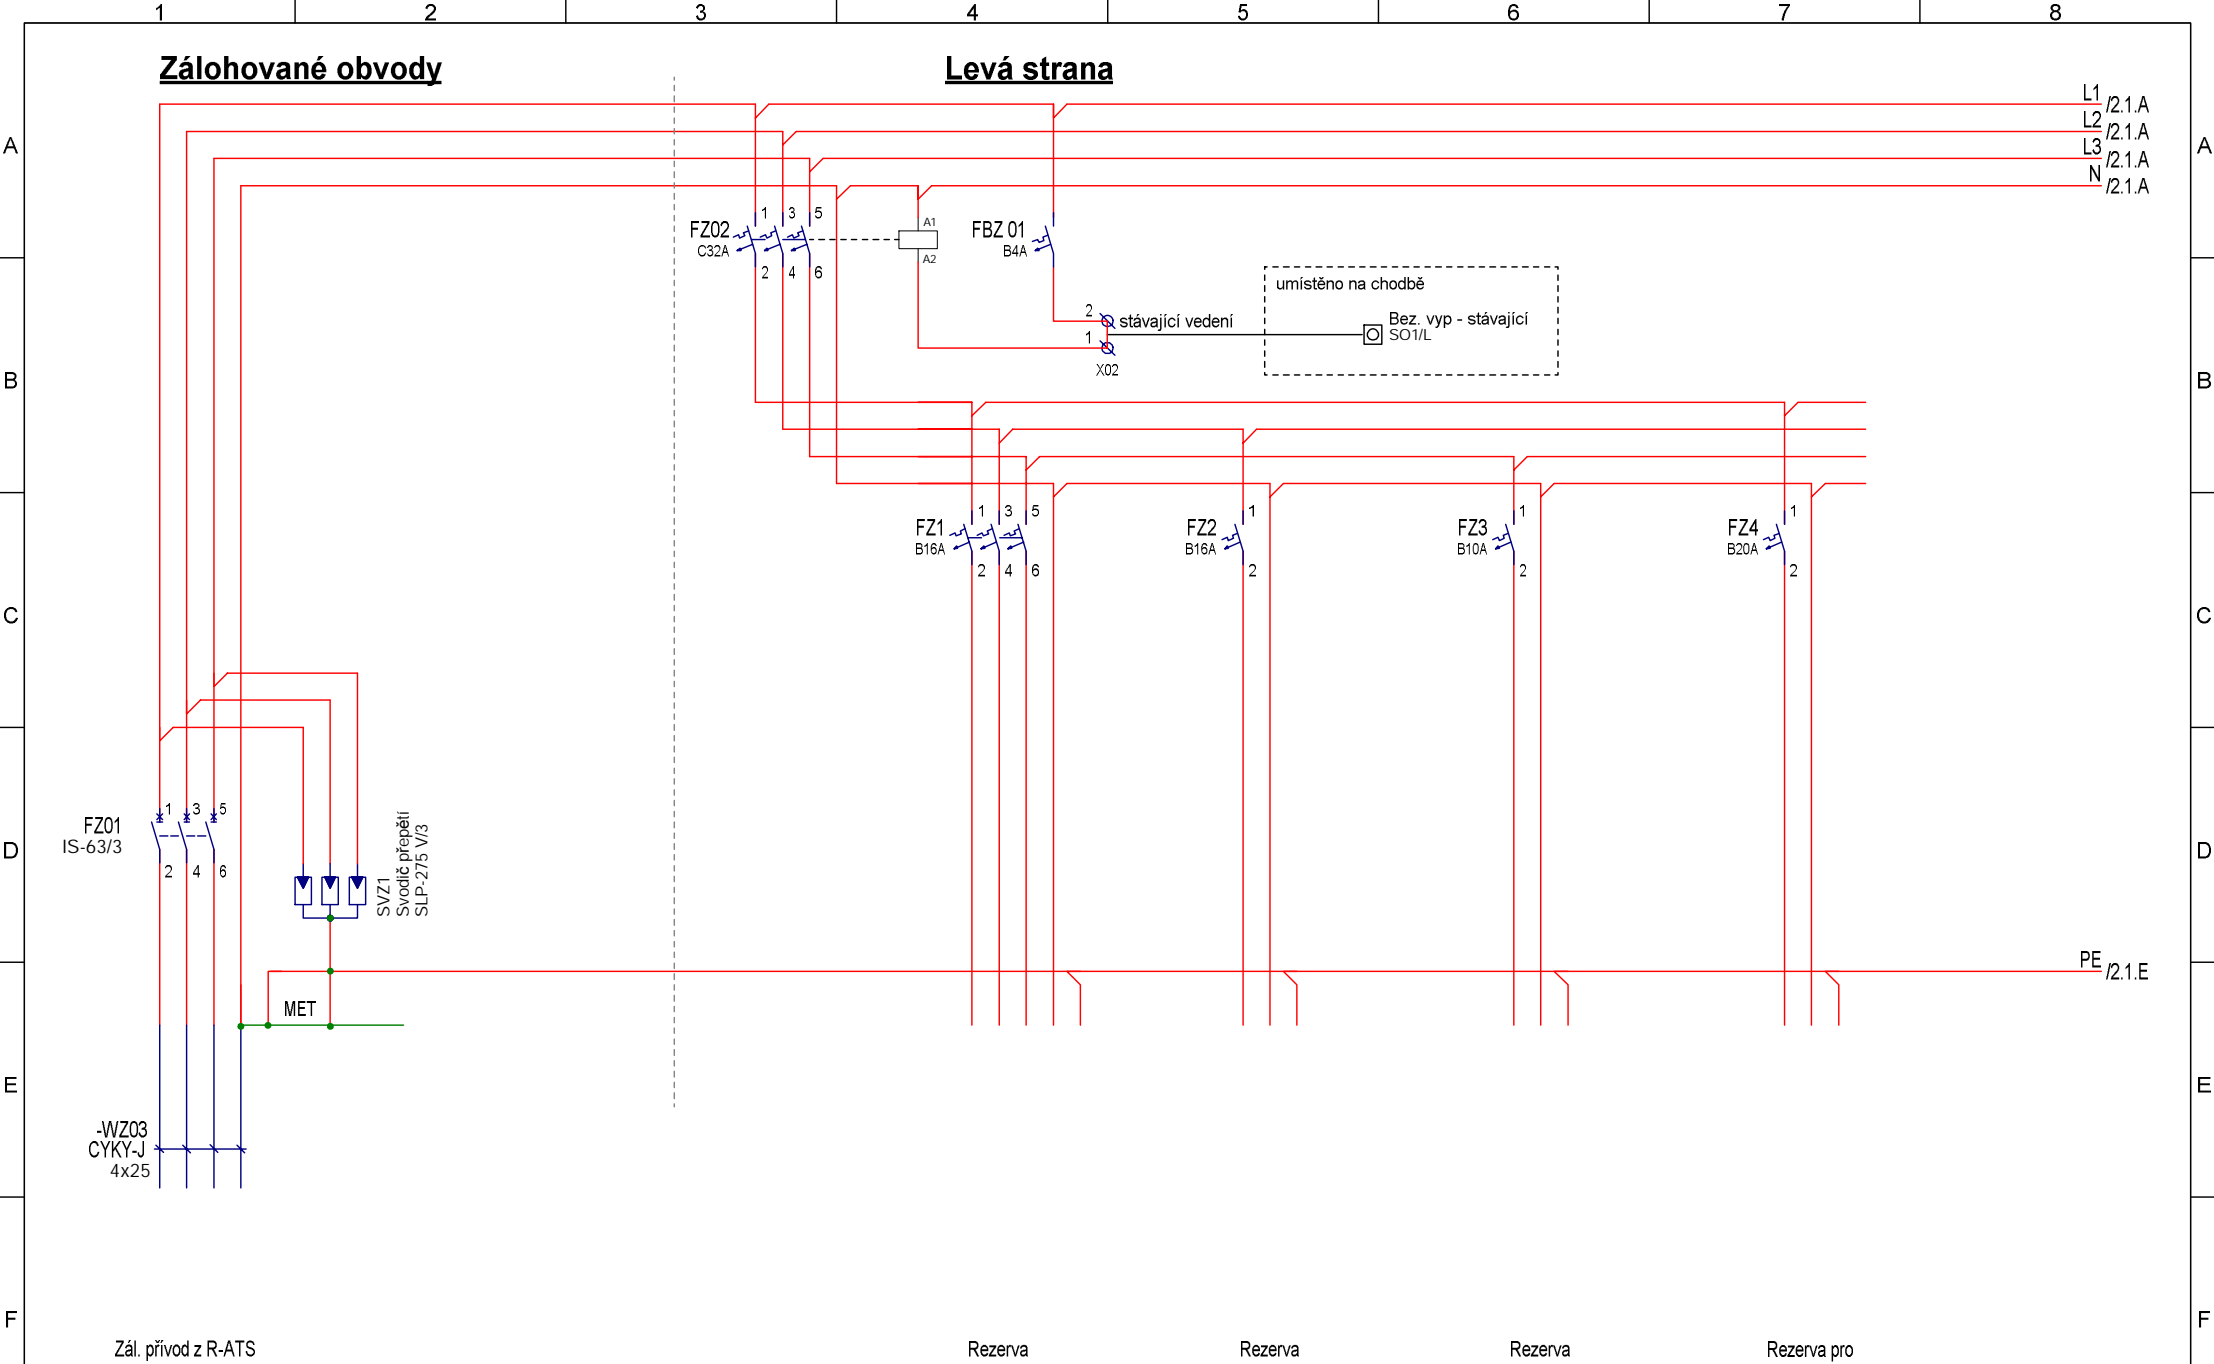 1 2 3 4 5 6 7 8
Zálohované obvody
Levá strana
L1 /2.1.A
L2 /2.1.A
A A
L3 /2.1.A
N /2.1.A
1 3 5
A1
FZ02
C32A
FBZ 01
B4A
A2
2 4 6
umístěno na chodbě
2
stávající vedení
Bez. vyp - stávající
SO1/L
1
X02
B B
1 3 5
FZ1
B16A
2 4 6
1
FZ2
B16A
2
1
FZ3
B10A
2
1
FZ4
B20A
2
C C
1 3 5
FZ01
IS-63/3
2 4 6
SVZ1
Svodič přepětí
SLP-275 V/3
D D
PE /2.1.E
MET
E E
-WZ03
CYKY-J
4x25
F F
Zál. přívod z R-ATS
Rezerva
Rezerva
Rezerva
Rezerva pro